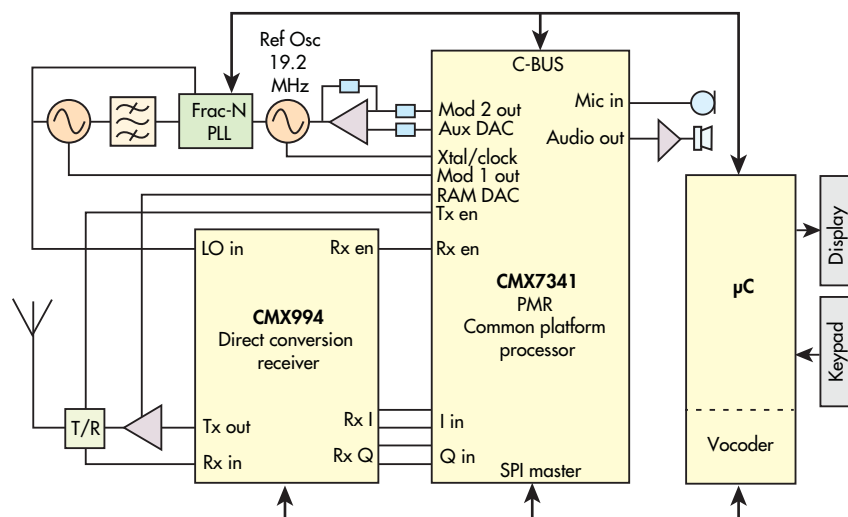 Ref Osc
19.2
MHz
C-BUS
Frac-N
PLL
Mod 2 out
Aux DAC
Mic in
Audio out
Xtal/clock
Mod 1 out
RAM DAC
Tx en
LO in
Rx en
Rx en
CMX994
Direct conversion
receiver
CMX7341
PMR
Common platform
processor
µC
Display
Keypad
T/R
Tx out
Rx in
Rx I
Rx Q
I in
Q in
SPI master
Vocoder